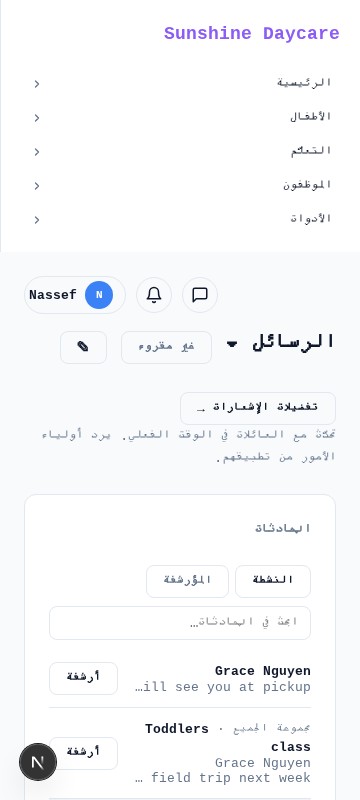 Sunshine Daycare
الرئيسية
الأطفال
التعلّم
الموظفون
الأدوات
Nassef N
الرسائل
غير مقروء
تفضيلات الإشعارات →
تحدّث مع العائلات في الوقت الفعلي. يرد أولياء
الأمور من تطبيقهم.
المحادثات
النشطة المؤرشفة
ابحث في المحادثات…
Grace Nguyen
…ill see you at pickup
أرشفة
Toddlers · مجموعة الجميع
class
Grace Nguyen
… field trip next week
أرشفة
N